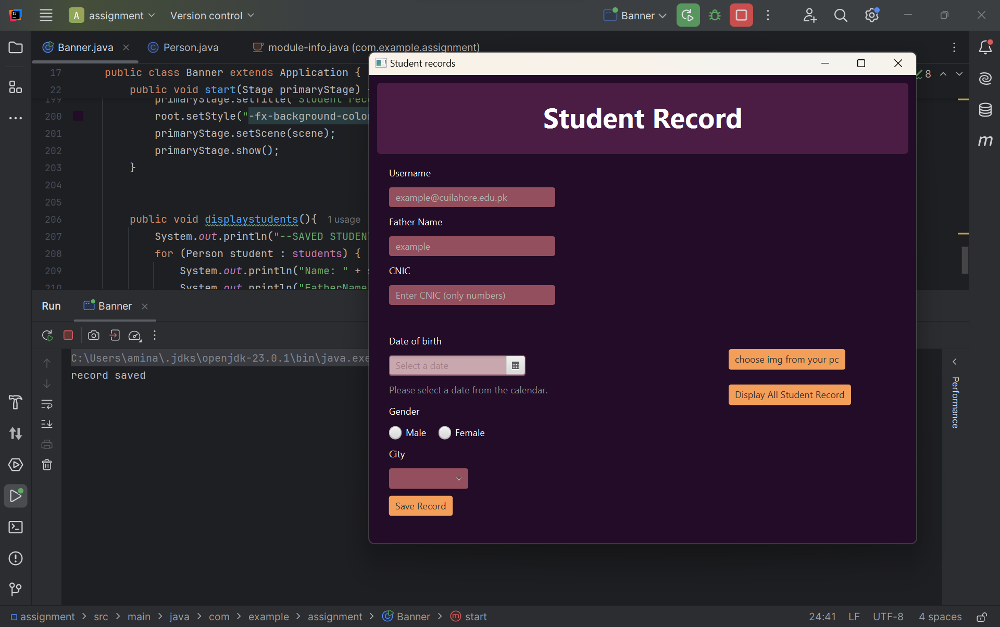 A assignment Version control Banner
Banner.java Person.java module-info.java (com.example.assignment)
17 public class Banner extends Application {
22 public void start(Stage primaryStage)
8
199 primaryStage.setTitle("Student rec
200 root.setStyle("-fx-background-color
201 primaryStage.setScene(scene);
202 primaryStage.show();
203 }
204
205
206 public void displaystudents(){ 1 usage
207 System.out.println("--SAVED STUDENT
208 for (Person student : students) {
209 System.out.println("Name: " +
210 System.out.println("FatherName
Run Banner
C:\Users\amina\.jdks\openjdk-23.0.1\bin\java.exe
record saved
Student records
Student Record
Username
example@cuilahore.edu.pk
Father Name
example
CNIC
Enter CNIC (only numbers)
Date of birth
Select a date
Please select a date from the calendar.
Gender
Male Female
City
Save Record
choose img from your pc
Display All Student Record
Performance
m
assignment > src > main > java > com > example > assignment > Banner > m start
24:41 LF UTF-8 4 spaces